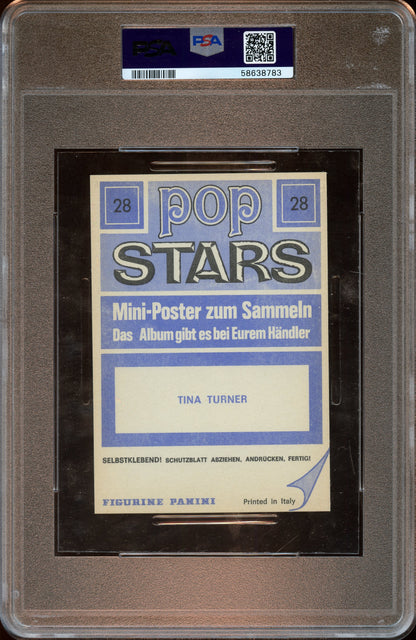 PSA PSA
58638783
28 pop 28
STARS
Mini-Poster zum Sammeln
Das Album gibt es bei Eurem Händler
TINA TURNER
SELBSTKLEBEND! SCHUTZBLATT ABZIEHEN, ANDRÜCKEN, FERTIG!
FIGURINE PANINI Printed in Italy